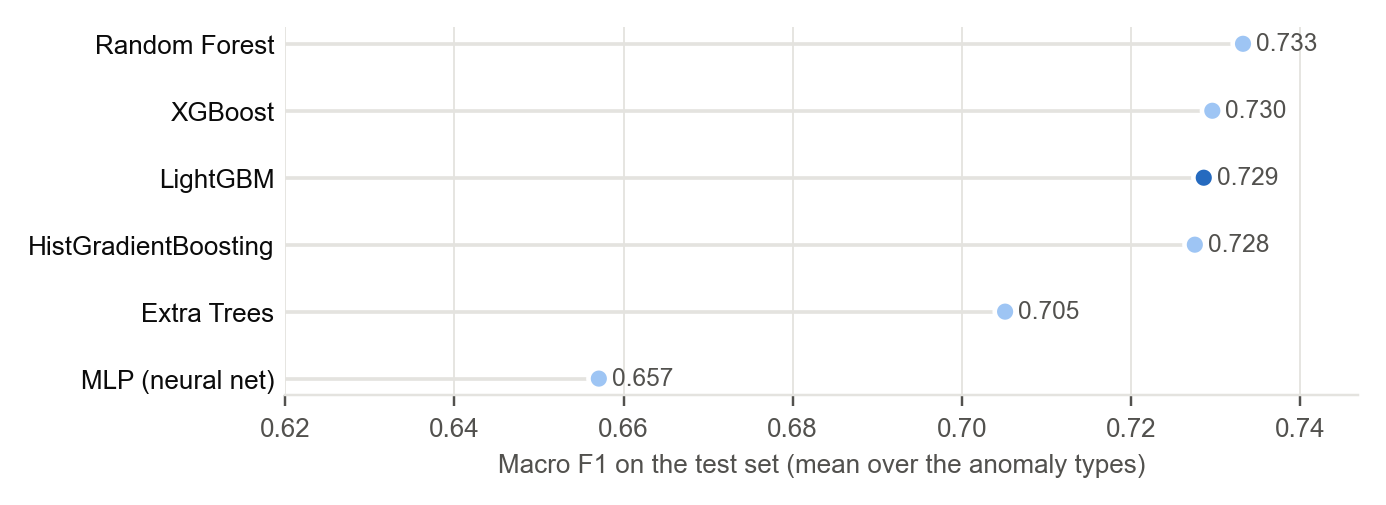 Random Forest 0.733
XGBoost 0.730
LightGBM 0.729
HistGradientBoosting 0.728
Extra Trees 0.705
MLP (neural net) 0.657
0.62 0.64 0.66 0.68 0.70 0.72 0.74
Macro F1 on the test set (mean over the anomaly types)